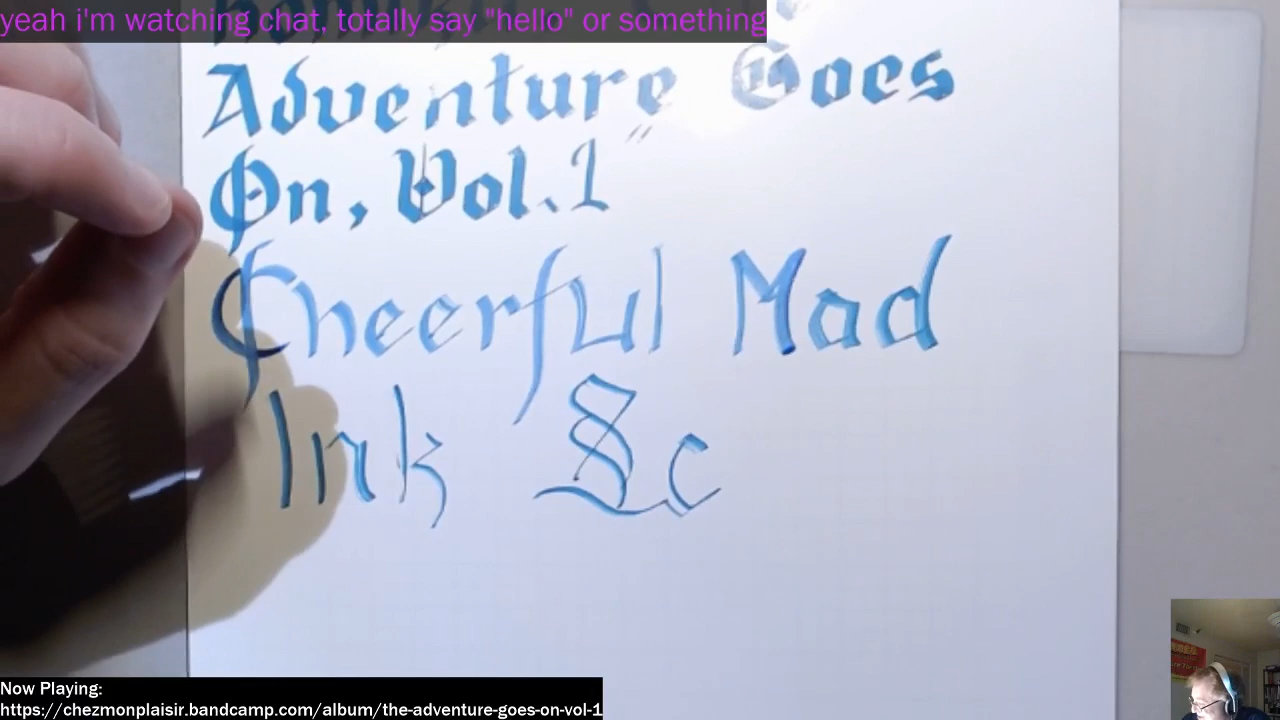 yeah i'm watching chat, totally say "hello" or something
Adventure Goes
On, Vol. 1"
Cheerful Mad
Ink Sc
Now Playing:
https://chezmonplaisir.bandcamp.com/album/the-adventure-goes-on-vol-1